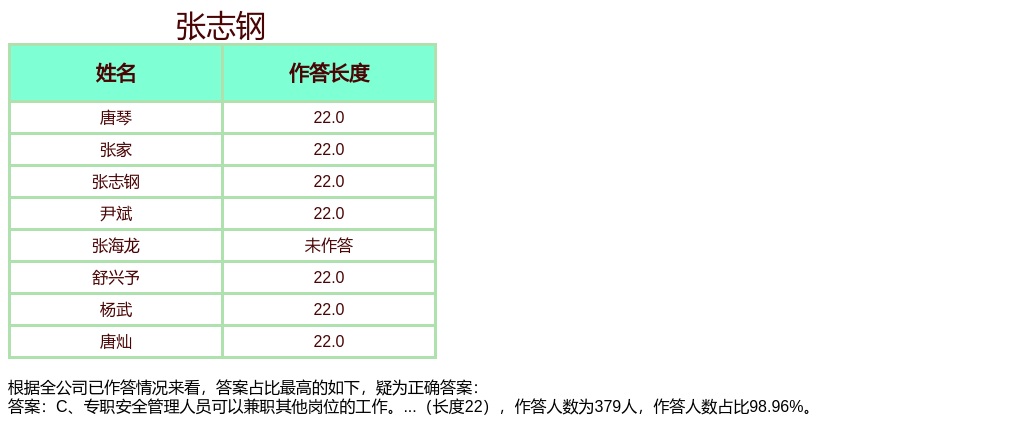 张志钢
姓名 作答长度
唐琴 22.0
张家 22.0
张志钢 22.0
尹斌 22.0
张海龙 未作答
舒兴予 22.0
杨武 22.0
唐灿 22.0
根据全公司已作答情况来看，答案占比最高的如下，疑为正确答案：
答案：C、专职安全管理人员可以兼职其他岗位的工作。...（长度22），作答人数为379人，作答人数占比98.96%。